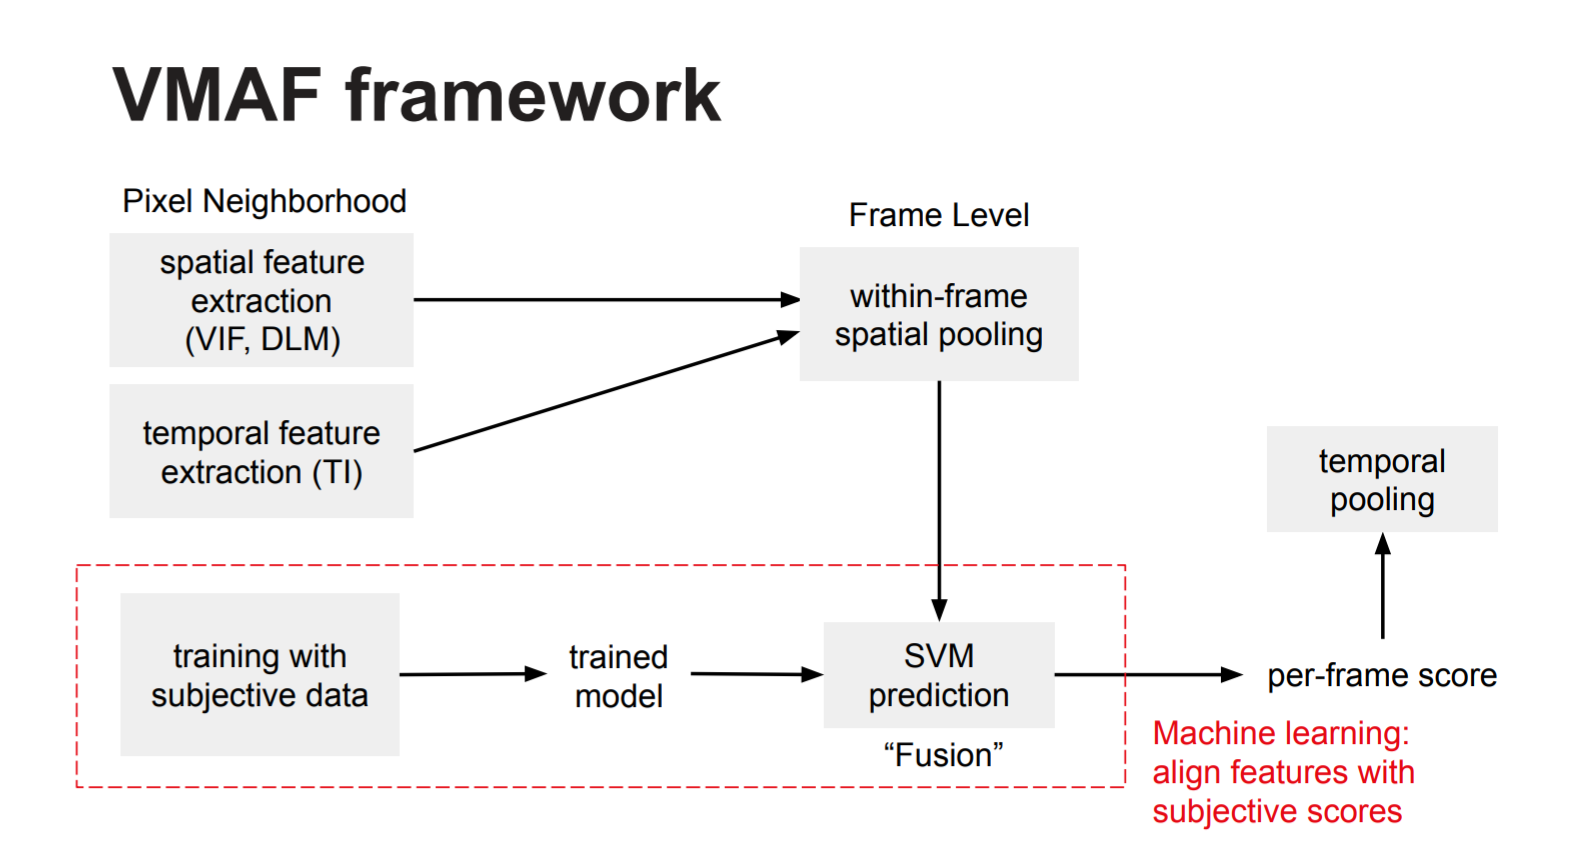 VMAF framework
Pixel Neighborhood
spatial feature
extraction
(VIF, DLM)
temporal feature
extraction (TI)
Frame Level
within-frame
spatial pooling
temporal
pooling
training with
subjective data
trained
model
SVM
prediction
“Fusion”
per-frame score
Machine learning:
align features with
subjective scores